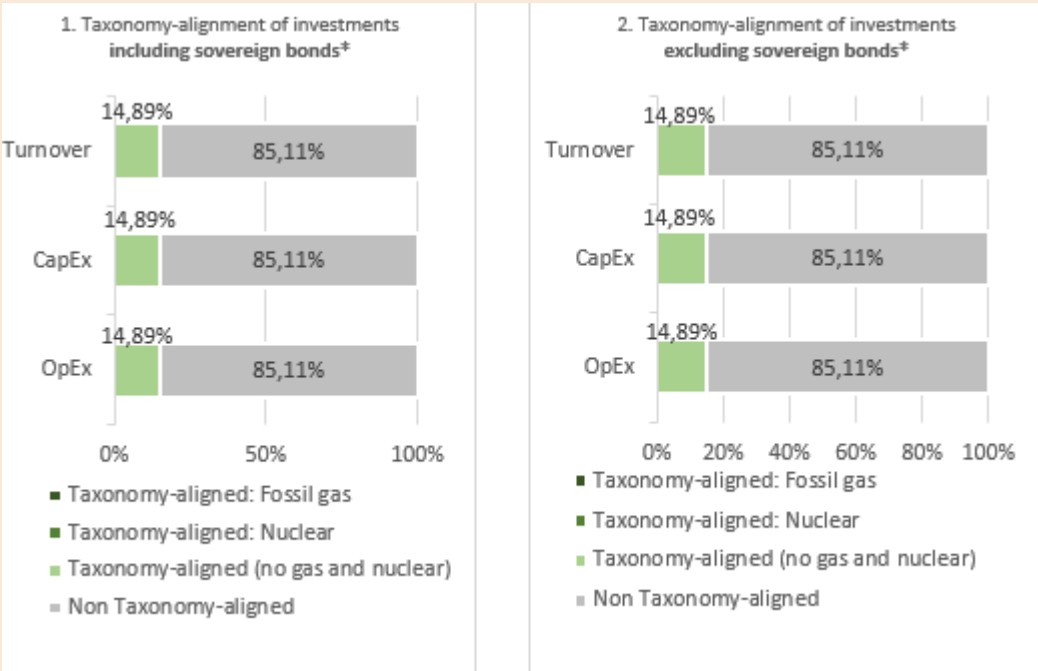 1. Taxonomy-alignment of investments
including sovereign bonds*
14,89%
Turnover
85,11%
14,89%
CapEx
85,11%
14,89%
OpEx
85,11%
0% 50% 100%
Taxonomy-aligned: Fossil gas
Taxonomy-aligned: Nuclear
Taxonomy-aligned (no gas and nuclear)
Non Taxonomy-aligned
2. Taxonomy-alignment of investments
excluding sovereign bonds*
14,89%
Turnover
85,11%
14,89%
CapEx
85,11%
14,89%
OpEx
85,11%
0% 20% 40% 60% 80% 100%
Taxonomy-aligned: Fossil gas
Taxonomy-aligned: Nuclear
Taxonomy-aligned (no gas and nuclear)
Non Taxonomy-aligned